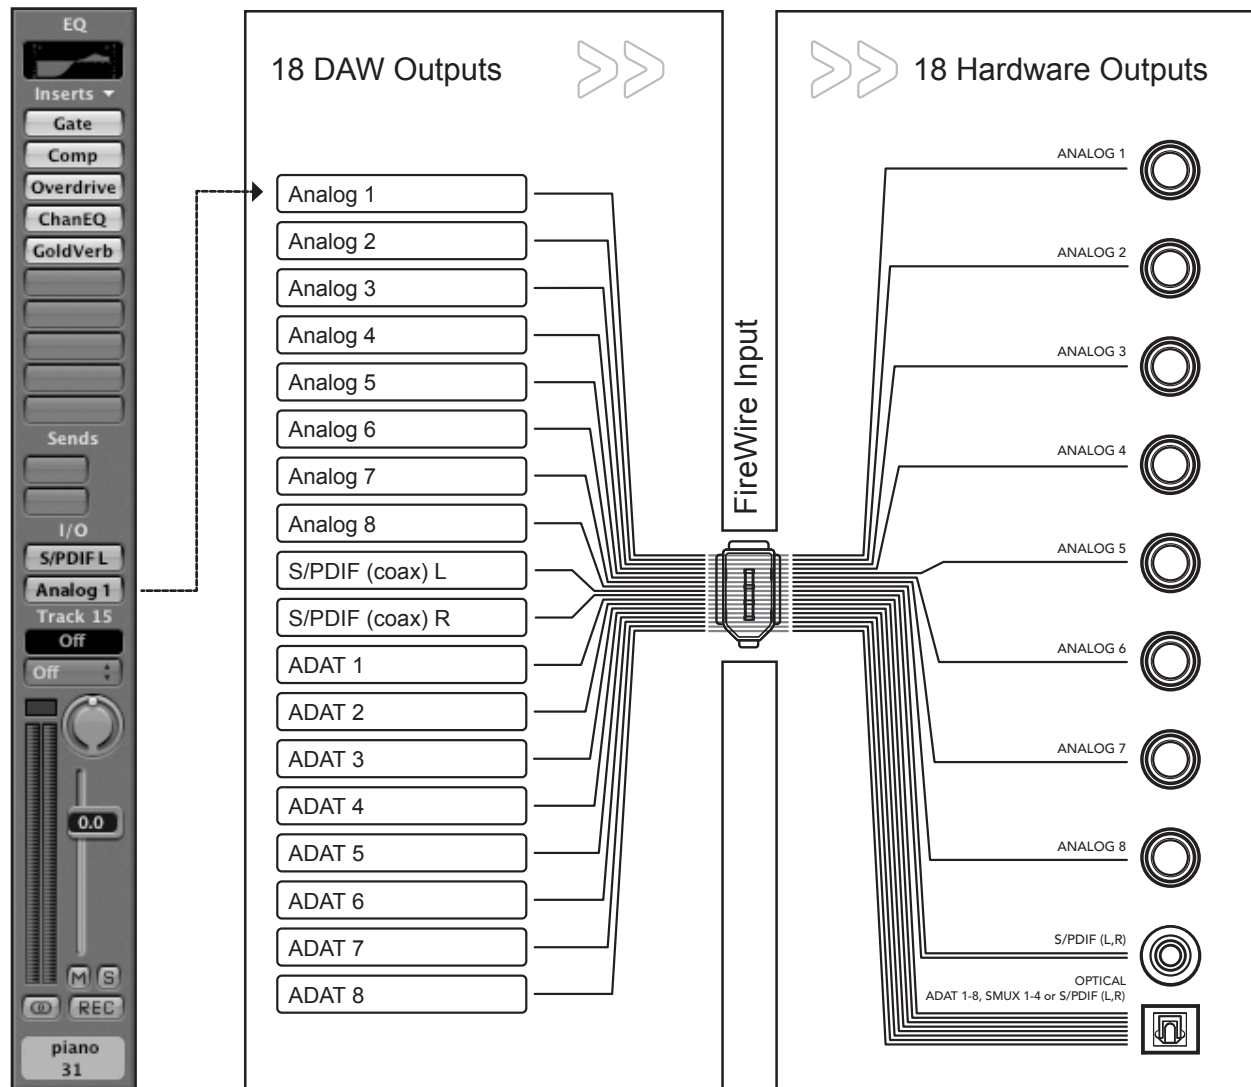 EQ
Inserts
Gate
Comp
Overdrive
ChanEQ
GoldVerb
Sends
I/O
S/PDIF L
Analog 1
Track 15
Off
Off
0.0
M S
REC
piano
31
18 DAW Outputs
Analog 1
Analog 2
Analog 3
Analog 4
Analog 5
Analog 6
Analog 7
Analog 8
S/PDIF (coax) L
S/PDIF (coax) R
ADAT 1
ADAT 2
ADAT 3
ADAT 4
ADAT 5
ADAT 6
ADAT 7
ADAT 8
FireWire Input
18 Hardware Outputs
ANALOG 1
ANALOG 2
ANALOG 3
ANALOG 4
ANALOG 5
ANALOG 6
ANALOG 7
ANALOG 8
S/PDIF (L,R)
OPTICAL
ADAT 1-8, SMUX 1-4 or S/PDIF (L,R)